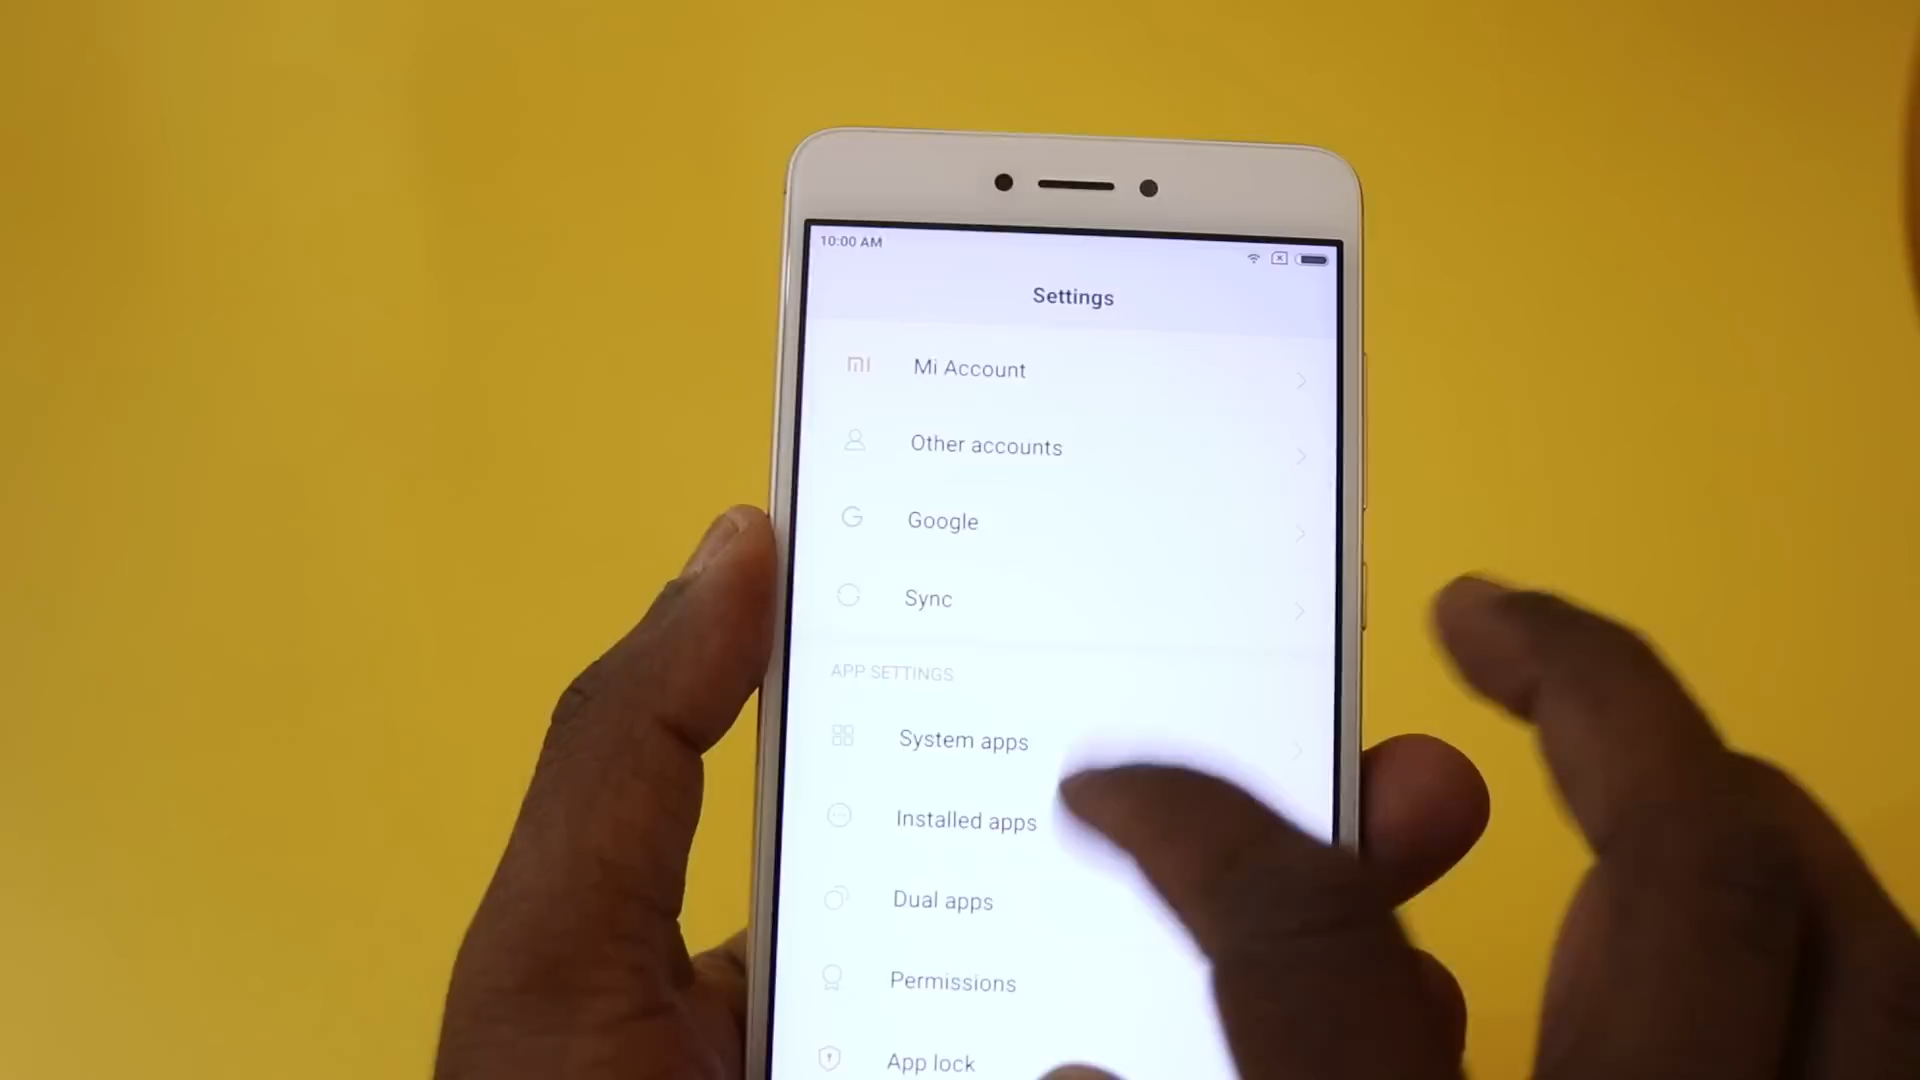 10:00 AM
Settings
Mi Account
Other accounts
Google
Sync
APP SETTINGS
System apps
Installed apps
Dual apps
Permissions
App lock